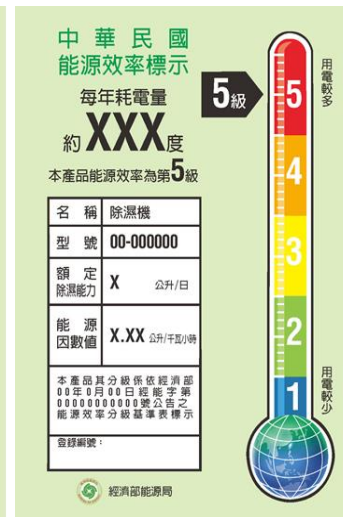 中華民國
能源效率標示
每年耗電量
約XXX度
本產品能源效率為第5級
名稱 除濕機
型號 00-000000
額定除濕能力 X 公升/日
能源因數值 X.XX 公升/千瓦小時
本產品其分級係依經濟部
00年0月00日經能字第
00000000000號公告之
能源效率分級基準表標示
登錄編號：
經濟部能源局
5級
用電較多
5
4
3
2
1
用電較少